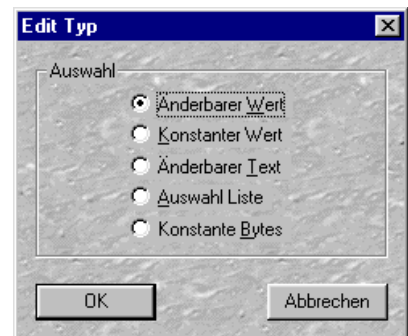 Edit Typ
Auswahl
Änderbarer Wert
Konstanter Wert
Änderbarer Text
Auswahl Liste
Konstante Bytes
OK
Abbrechen